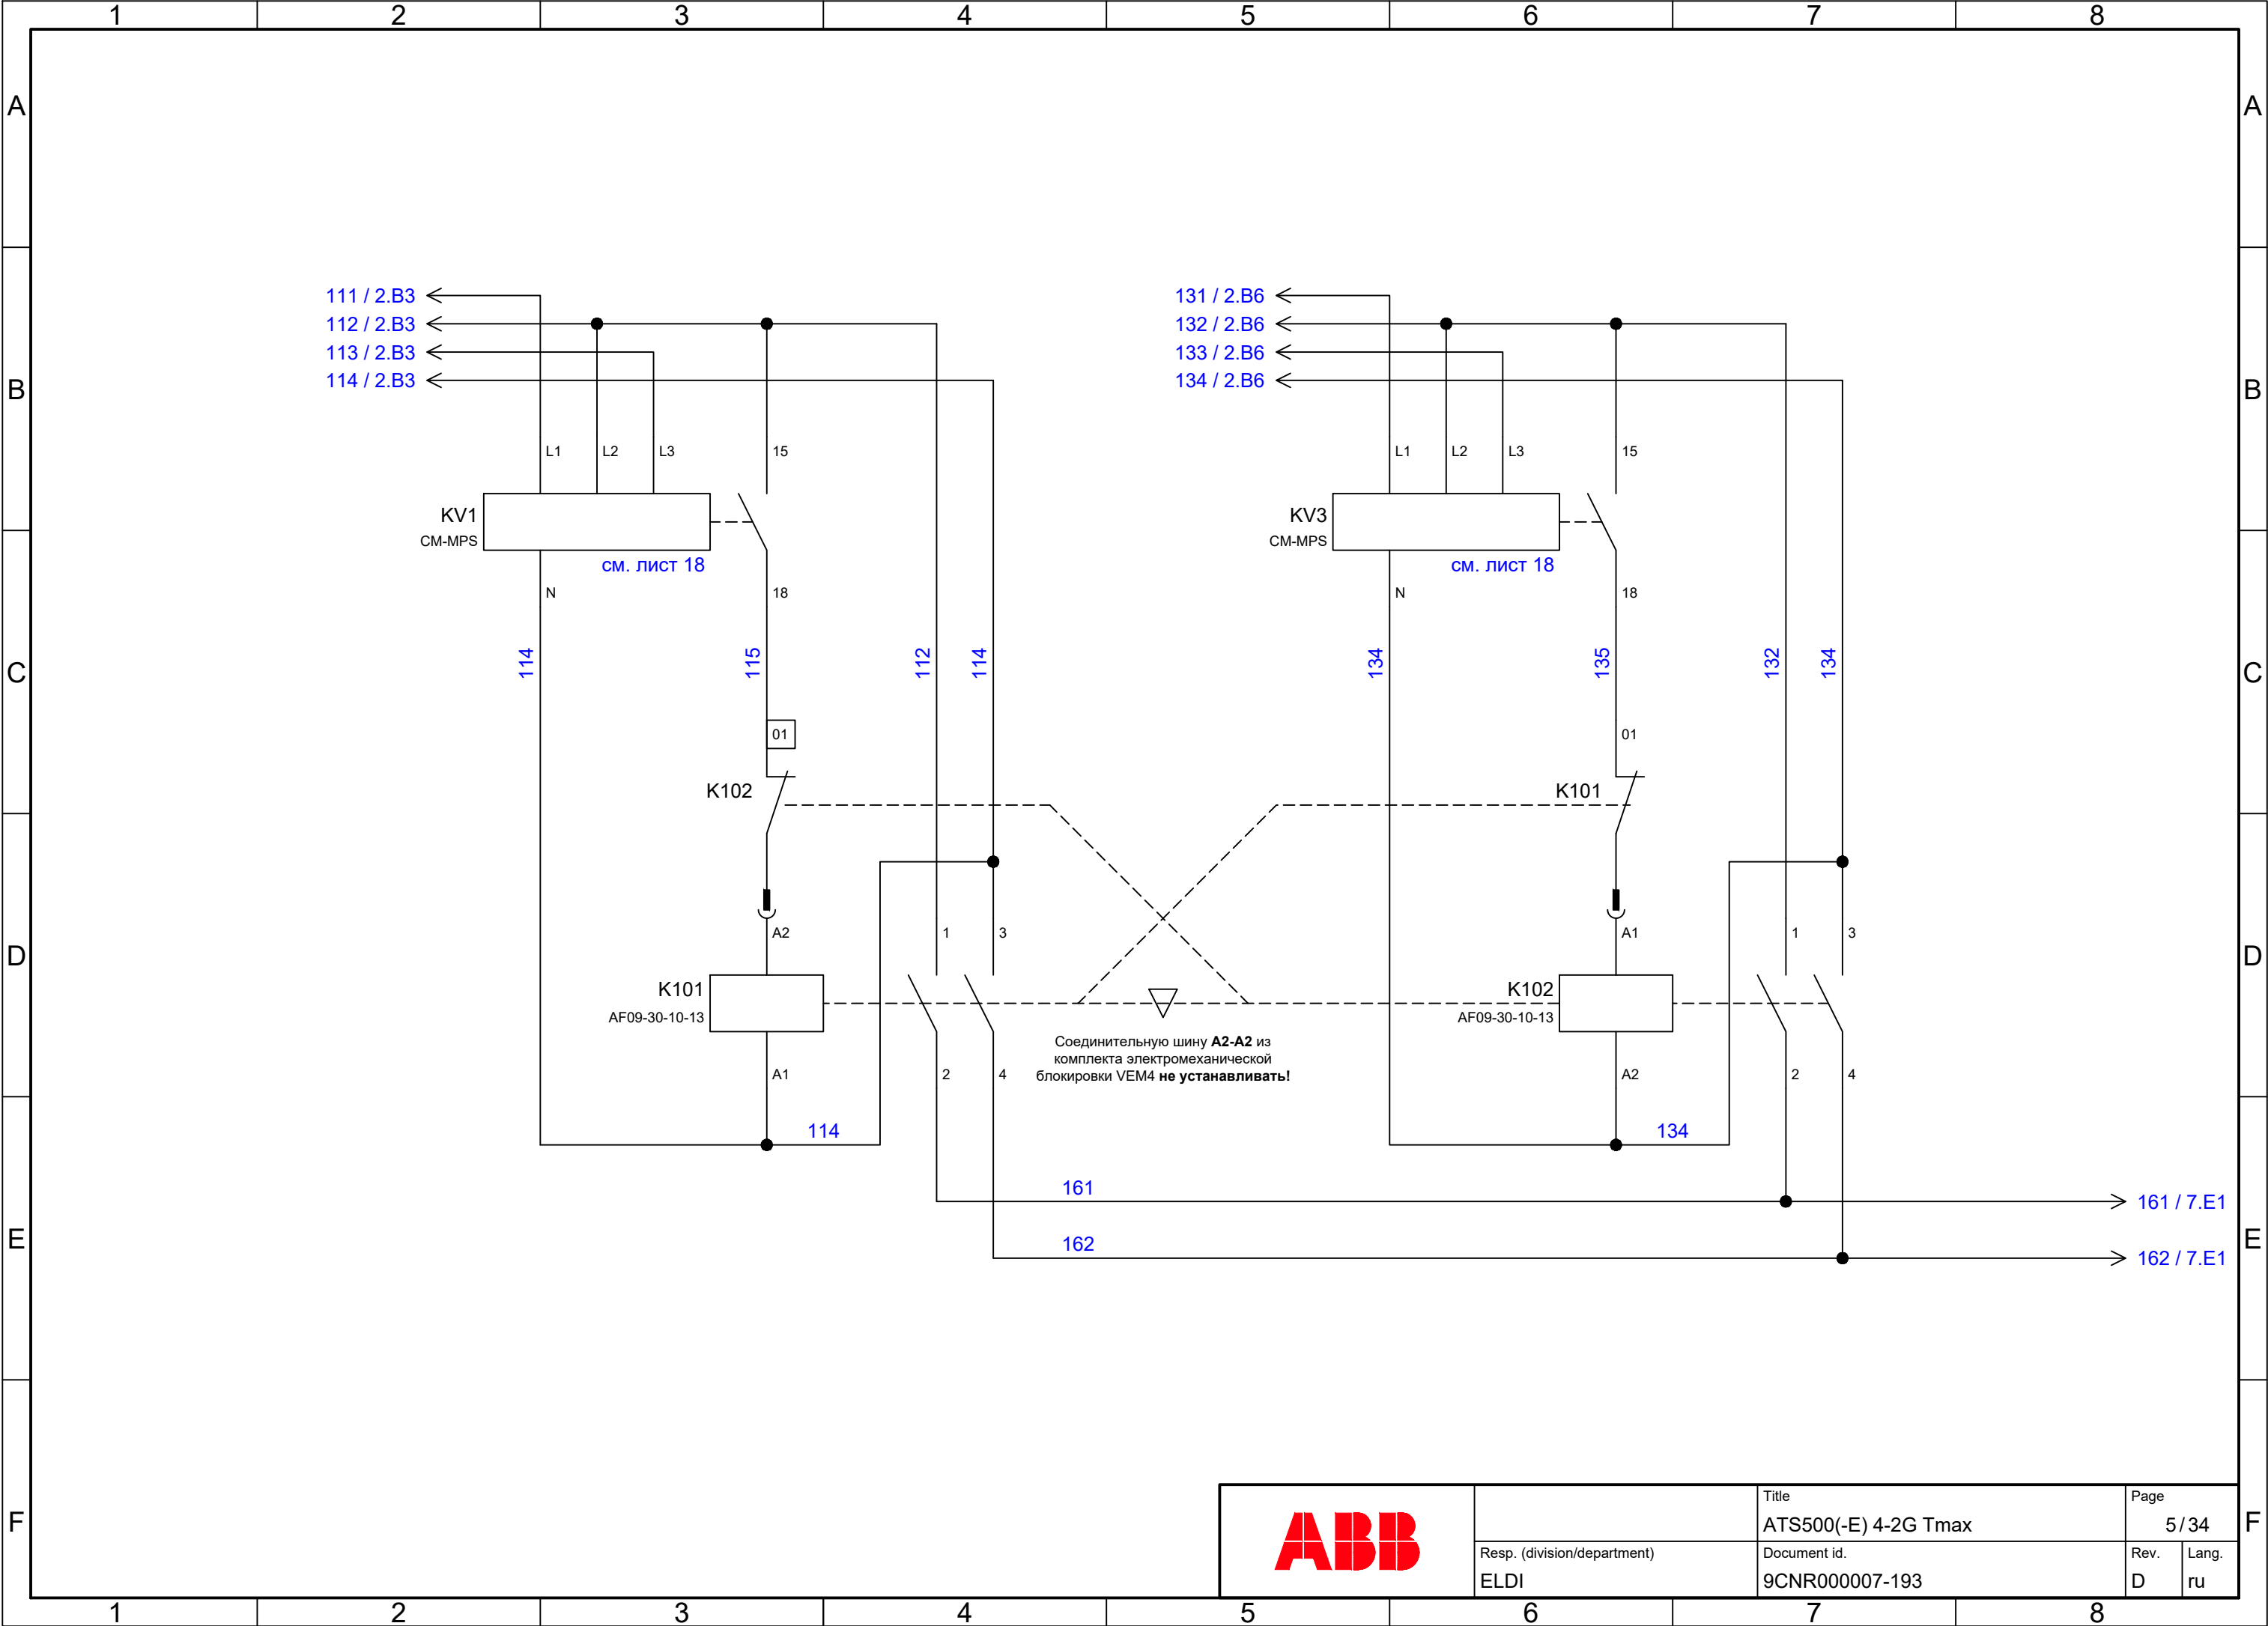 1 2 3 4 5 6 7 8
A A
111 / 2.B3 131 / 2.B6
112 / 2.B3 132 / 2.B6
113 / 2.B3 133 / 2.B6
114 / 2.B3 134 / 2.B6
B B
L1 L2 L3 15 L1 L2 L3 15
KV1 KV3
CM-MPS CM-MPS
см. лист 18 см. лист 18
N 18 N 18
114 115 112 114 134 135 132 134
C C
01 01
K102 K101
A2 1 3 A1 1 3
D D
K101 K102
AF09-30-10-13 AF09-30-10-13
Соединительную шину A2-A2 из
комплекта электромеханической
блокировки VEM4 не устанавливать!
A1 2 4 A2 2 4
114 134
161 161 / 7.E1
E E
162 162 / 7.E1
F F
ABB
Title Page
ATS500(-E) 4-2G Tmax 5 / 34
Resp. (division/department) Document id. Rev. Lang.
ELDI 9CNR000007-193 D ru
1 2 3 4 5 6 7 8